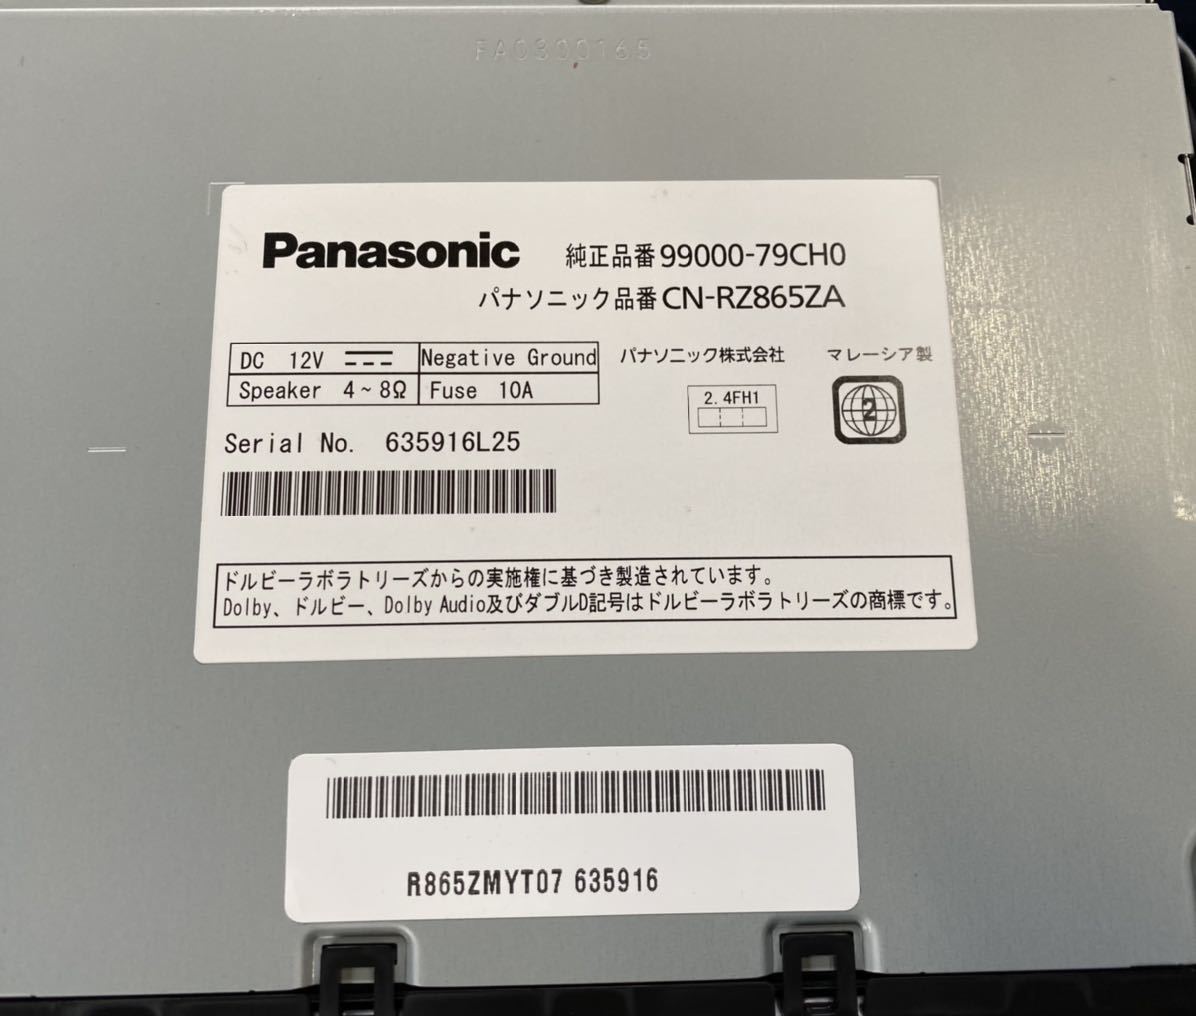 FA0300165
Panasonic 純正品番 99000-79CH0
パナソニック品番 CN-RZ865ZA
DC 12V Negative Ground
Speaker 4~8Ω Fuse 10A
パナソニック株式会社 マレーシア製
2.4FH1
2
Serial No. 635916L25
ドルビーラボラトリーズからの実施権に基づき製造されています。
Dolby、ドルビー、Dolby Audio及びダブルD記号はドルビーラボラトリーズの商標です。
R865ZMYT07 635916